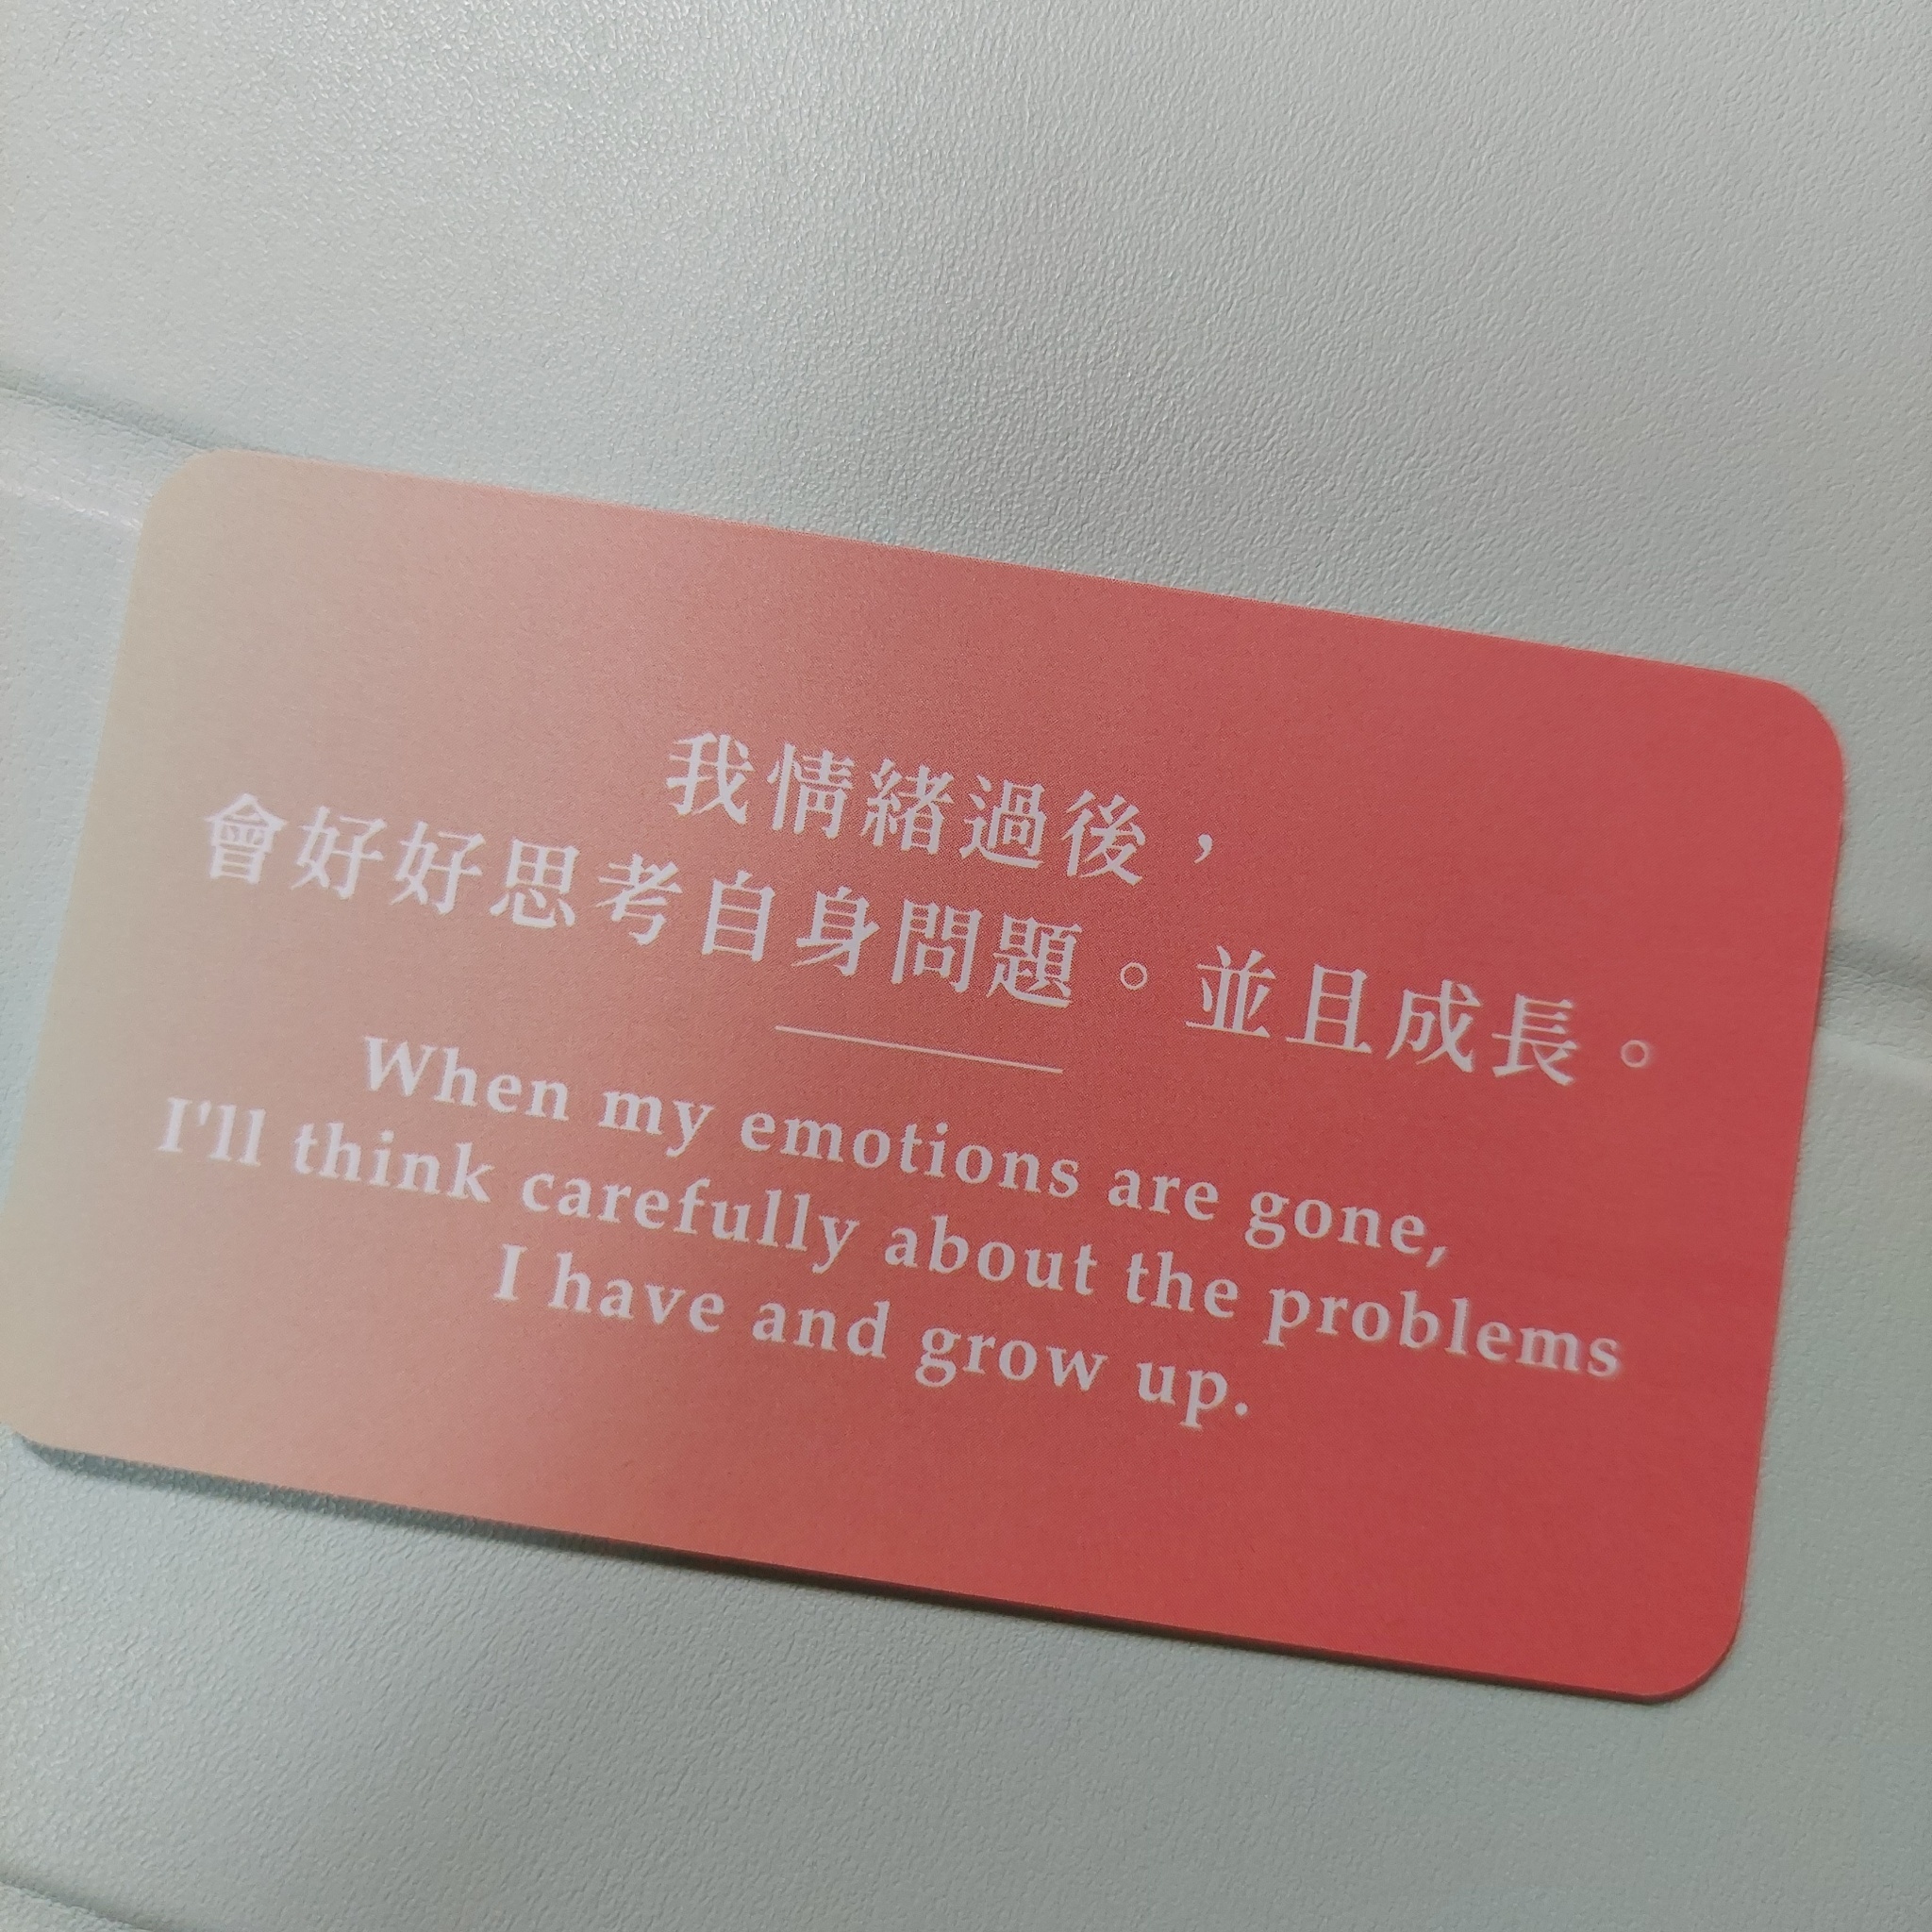 我情緒過後，
會好好思考自身問題。並且成長。
When my emotions are gone,
I'll think carefully about the problems
I have and grow up.